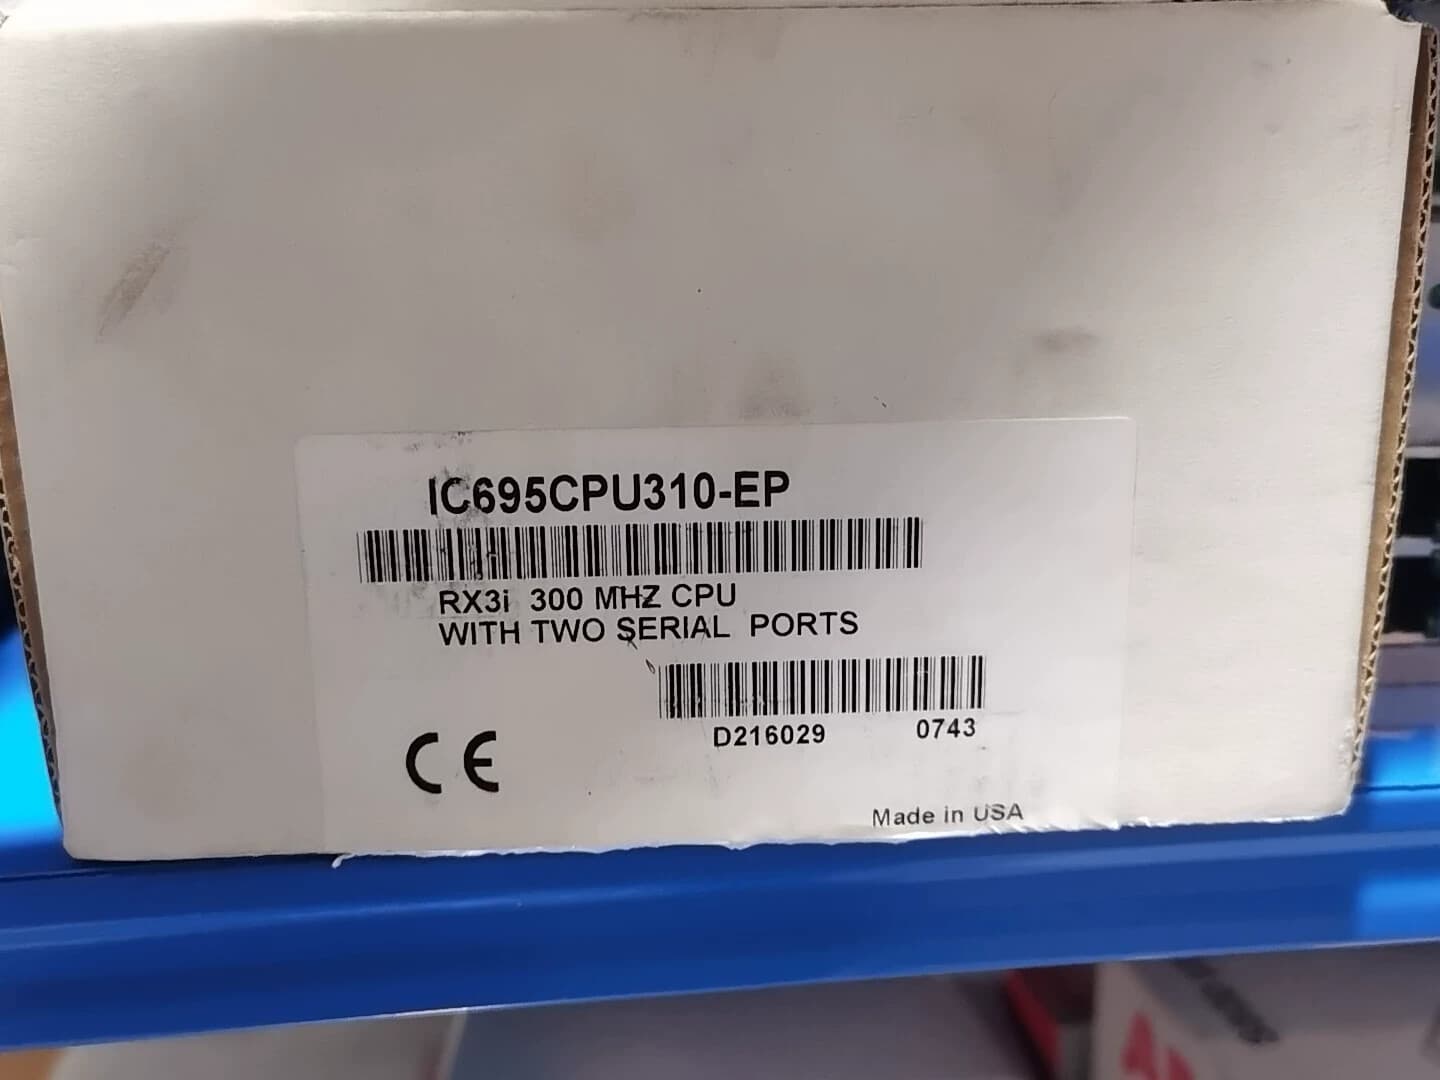 IC695CPU310-EP
RX3i 300 MHZ CPU
WITH TWO SERIAL PORTS
D216029 0743
CE
Made in USA